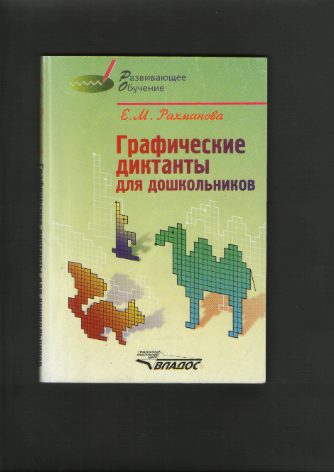 Развивающее
Обучение
Е.М. Рахманова
Графические
диктанты
для дошкольников
ВЛАДОС